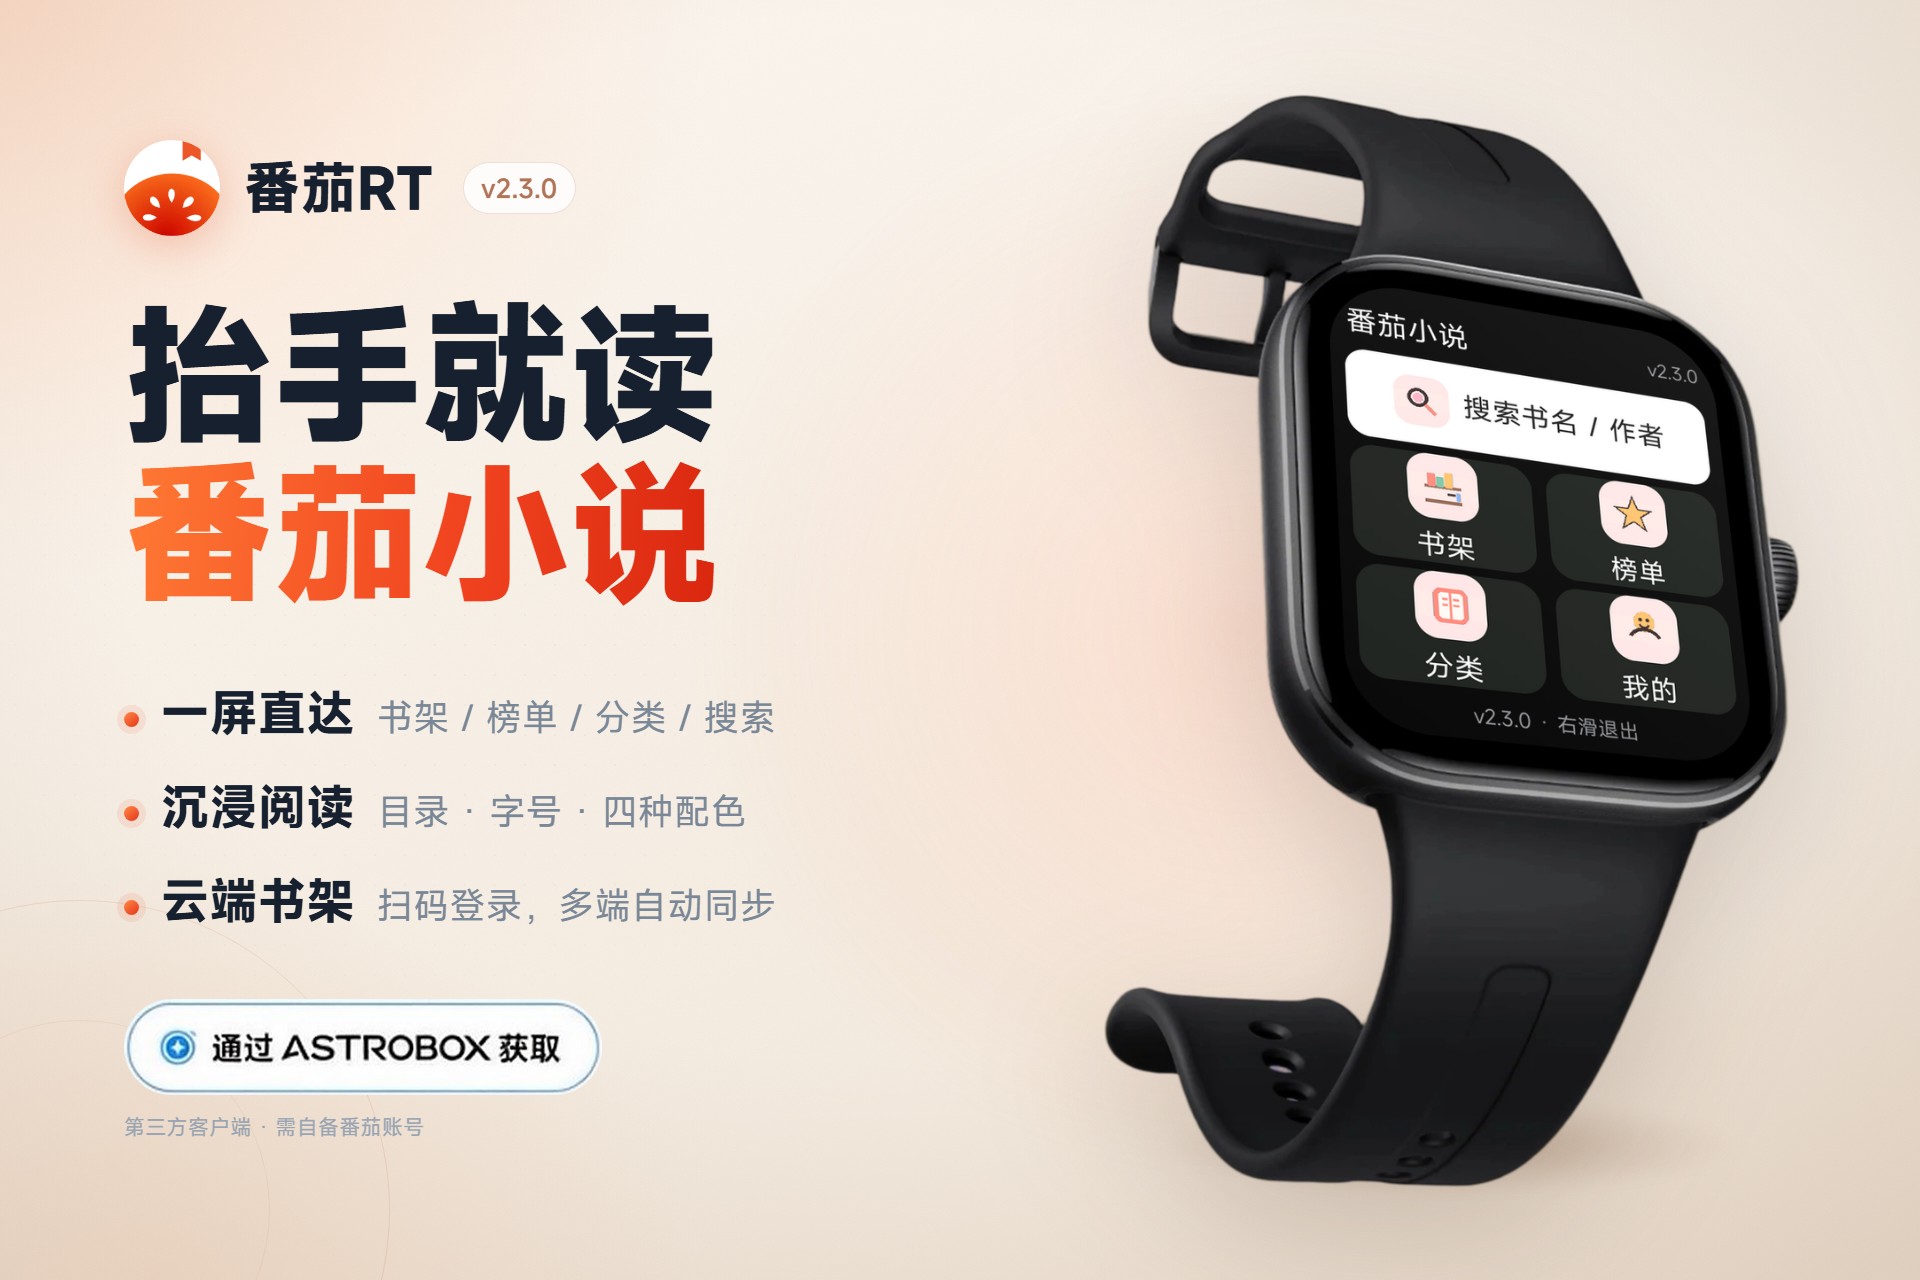 番茄RT v2.3.0
抬手就读
番茄小说
一屏直达 书架 / 榜单 / 分类 / 搜索
沉浸阅读 目录 · 字号 · 四种配色
云端书架 扫码登录，多端自动同步
通过 ASTROBOX 获取
第三方客户端 · 需自备番茄账号
番茄小说
v2.3.0
搜索书名 / 作者
书架 榜单
分类 我的
v2.3.0 · 右滑退出